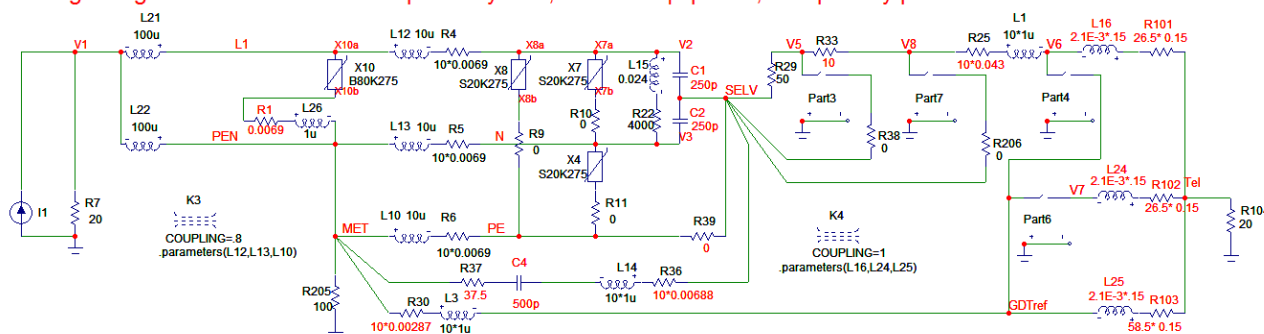 L21
100u
V1
L1
X10a
L12 10u
R4
10*0.0069
X8a
X7a
V2
X10
B80K275
X10b
X8
S20K275
X8b
X7
S20K275
X7b
L15
0.024
C1
250p
SELV
R29
50
V5
R33
10
V8
R25
10*0.043
L1
10*1u
V6
L16
2.1E-3*.15
R101
26.5* 0.15
Part3
Part7
Part4
R1
0.0069
L26
1u
L22
100u
PEN
L13 10u
R5
10*0.0069
N
R9
0
R10
0
R22
4000
C2
250p
V3
X4
S20K275
R38
0
R206
0
I1
R7
20
K3
COUPLING=.8
.parameters(L12,L13,L10)
MET
L10 10u
R6
10*0.0069
PE
R11
0
R39
0
K4
COUPLING=1
.parameters(L16,L24,L25)
L24
2.1E-3*.15
V7
R102
26.5* 0.15
Tel
Part6
20
R205
100
R37
37.5
C4
500p
L14
10*1u
R36
10*0.00688
R30
10*0.00287
L3
10*1u
GDTref
L25
2.1E-3*.15
R103
58.5* 0.15